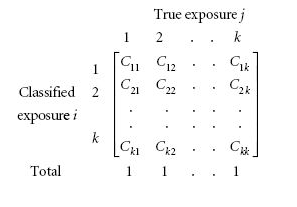 True exposure j
1 2 . . k
1 C11 C12 . . C1k
Classified 2 C21 C22 . . C2k
exposure i . . . . .
. . . . .
k Ck1 Ck2 . . Ckk
Total 1 1 . . 1